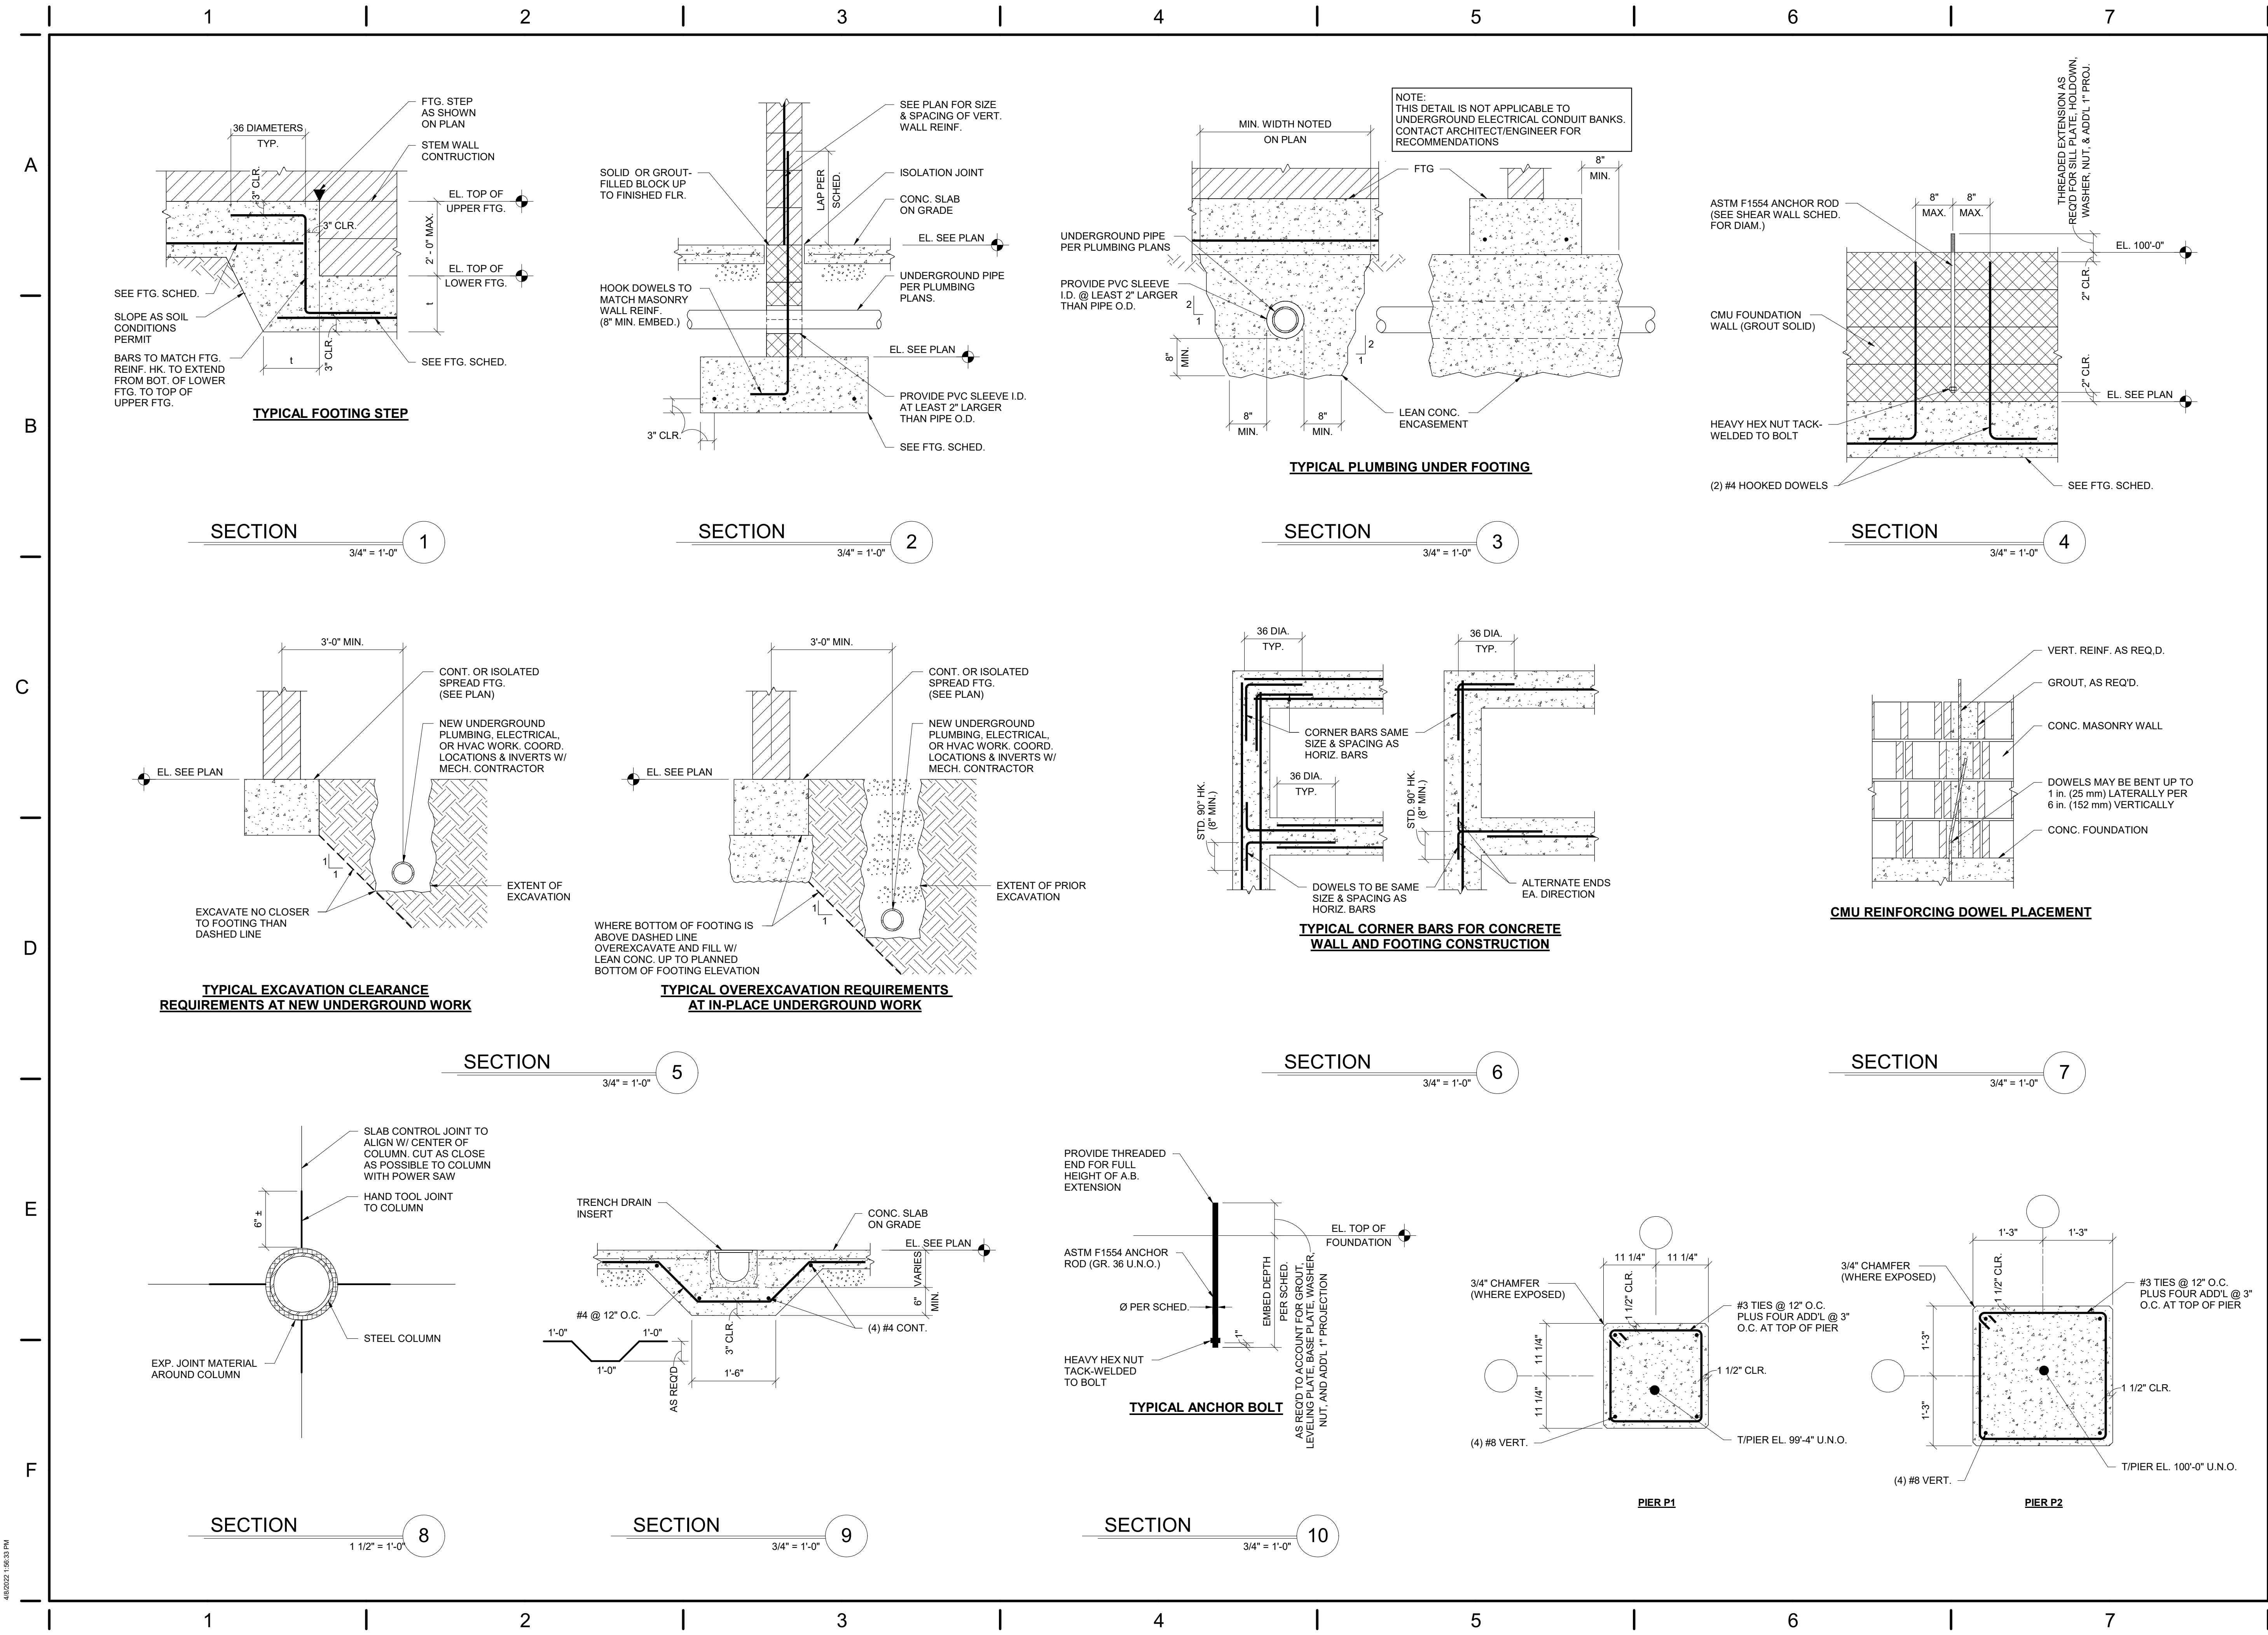 1
2
3
4
5
6
7
A
B
C
D
E
F
36 DIAMETERS
TYP.
3" CLR.
3" CLR.
FTG. STEP
AS SHOWN
ON PLAN
STEM WALL
CONTRUCTION
EL. TOP OF
UPPER FTG.
2' - 0" MAX.
EL. TOP OF
LOWER FTG.
t
SEE FTG. SCHED.
SLOPE AS SOIL
CONDITIONS
PERMIT
BARS TO MATCH FTG.
REINF. HK. TO EXTEND
FROM BOT. OF LOWER
FTG. TO TOP OF
UPPER FTG.
t
3" CLR.
SEE FTG. SCHED.
TYPICAL FOOTING STEP
SECTION
3/4" = 1'-0"
1
SEE PLAN FOR SIZE
& SPACING OF VERT.
WALL REINF.
SOLID OR GROUT-
FILLED BLOCK UP
TO FINISHED FLR.
LAP PER
SCHED.
ISOLATION JOINT
CONC. SLAB
ON GRADE
EL. SEE PLAN
UNDERGROUND PIPE
PER PLUMBING
PLANS.
HOOK DOWELS TO
MATCH MASONRY
WALL REINF.
(8" MIN. EMBED.)
EL. SEE PLAN
PROVIDE PVC SLEEVE I.D.
AT LEAST 2" LARGER
THAN PIPE O.D.
3" CLR.
SEE FTG. SCHED.
SECTION
3/4" = 1'-0"
2
NOTE:
THIS DETAIL IS NOT APPLICABLE TO
UNDERGROUND ELECTRICAL CONDUIT BANKS.
CONTACT ARCHITECT/ENGINEER FOR
RECOMMENDATIONS
MIN. WIDTH NOTED
ON PLAN
FTG
8"
MIN.
UNDERGROUND PIPE
PER PLUMBING PLANS
PROVIDE PVC SLEEVE
I.D. @ LEAST 2" LARGER
THAN PIPE O.D.
2
1
2
1
8"
MIN.
8"
MIN.
8"
MIN.
LEAN CONC.
ENCASEMENT
TYPICAL PLUMBING UNDER FOOTING
SECTION
3/4" = 1'-0"
3
THREADED EXTENSION AS
REQ'D FOR SILL PLATE, HOLDOWN,
WASHER, NUT, & ADD'L 1" PROJ.
ASTM F1554 ANCHOR ROD
(SEE SHEAR WALL SCHED.
FOR DIAM.)
8"
MAX.
8"
MAX.
EL. 100'-0"
2" CLR.
CMU FOUNDATION
WALL (GROUT SOLID)
2" CLR.
EL. SEE PLAN
HEAVY HEX NUT TACK-
WELDED TO BOLT
(2) #4 HOOKED DOWELS
SEE FTG. SCHED.
SECTION
3/4" = 1'-0"
4
3'-0" MIN.
CONT. OR ISOLATED
SPREAD FTG.
(SEE PLAN)
NEW UNDERGROUND
PLUMBING, ELECTRICAL,
OR HVAC WORK. COORD.
LOCATIONS & INVERTS W/
MECH. CONTRACTOR
EL. SEE PLAN
1
1
EXTENT OF
EXCAVATION
EXCAVATE NO CLOSER
TO FOOTING THAN
DASHED LINE
TYPICAL EXCAVATION CLEARANCE
REQUIREMENTS AT NEW UNDERGROUND WORK
3'-0" MIN.
CONT. OR ISOLATED
SPREAD FTG.
(SEE PLAN)
NEW UNDERGROUND
PLUMBING, ELECTRICAL,
OR HVAC WORK. COORD.
LOCATIONS & INVERTS W/
MECH. CONTRACTOR
EL. SEE PLAN
1
1
EXTENT OF PRIOR
EXCAVATION
WHERE BOTTOM OF FOOTING IS
ABOVE DASHED LINE
OVEREXCAVATE AND FILL W/
LEAN CONC. UP TO PLANNED
BOTTOM OF FOOTING ELEVATION
TYPICAL OVEREXCAVATION REQUIREMENTS
AT IN-PLACE UNDERGROUND WORK
SECTION
3/4" = 1'-0"
5
36 DIA.
TYP.
36 DIA.
TYP.
CORNER BARS SAME
SIZE & SPACING AS
HORIZ. BARS
36 DIA.
TYP.
STD. 90° HK.
(8" MIN.)
STD. 90° HK.
(8" MIN.)
DOWELS TO BE SAME
SIZE & SPACING AS
HORIZ. BARS
ALTERNATE ENDS
EA. DIRECTION
TYPICAL CORNER BARS FOR CONCRETE
WALL AND FOOTING CONSTRUCTION
SECTION
3/4" = 1'-0"
6
VERT. REINF. AS REQ,D.
GROUT, AS REQ'D.
CONC. MASONRY WALL
DOWELS MAY BE BENT UP TO
1 in. (25 mm) LATERALLY PER
6 in. (152 mm) VERTICALLY
CONC. FOUNDATION
CMU REINFORCING DOWEL PLACEMENT
SECTION
3/4" = 1'-0"
7
SLAB CONTROL JOINT TO
ALIGN W/ CENTER OF
COLUMN. CUT AS CLOSE
AS POSSIBLE TO COLUMN
WITH POWER SAW
HAND TOOL JOINT
TO COLUMN
6" ±
STEEL COLUMN
EXP. JOINT MATERIAL
AROUND COLUMN
SECTION
1 1/2" = 1'-0"
8
TRENCH DRAIN
INSERT
CONC. SLAB
ON GRADE
EL. SEE PLAN
VARIES
6"
MIN.
#4 @ 12" O.C.
3" CLR.
(4) #4 CONT.
1'-0"
1'-0"
1'-0"
AS REQ'D
1'-6"
SECTION
3/4" = 1'-0"
9
PROVIDE THREADED
END FOR FULL
HEIGHT OF A.B.
EXTENSION
EL. TOP OF
FOUNDATION
ASTM F1554 ANCHOR
ROD (GR. 36 U.N.O.)
EMBED DEPTH
PER SCHED.
Ø PER SCHED.
1"
AS REQ'D TO ACCOUNT FOR GROUT,
LEVELING PLATE, BASE PLATE, WASHER,
NUT, AND ADD'L 1" PROJECTION
HEAVY HEX NUT
TACK-WELDED
TO BOLT
TYPICAL ANCHOR BOLT
SECTION
3/4" = 1'-0"
10
11 1/4"
11 1/4"
3/4" CHAMFER
(WHERE EXPOSED)
1 1/2" CLR.
#3 TIES @ 12" O.C.
PLUS FOUR ADD'L @ 3"
O.C. AT TOP OF PIER
11 1/4"
11 1/4"
1 1/2" CLR.
(4) #8 VERT.
T/PIER EL. 99'-4" U.N.O.
PIER P1
1'-3"
1'-3"
3/4" CHAMFER
(WHERE EXPOSED)
1 1/2" CLR.
#3 TIES @ 12" O.C.
PLUS FOUR ADD'L @ 3"
O.C. AT TOP OF PIER
1'-3"
1'-3"
1 1/2" CLR.
(4) #8 VERT.
T/PIER EL. 100'-0" U.N.O.
PIER P2
4/8/2022 1:56:33 PM
1
2
3
4
5
6
7